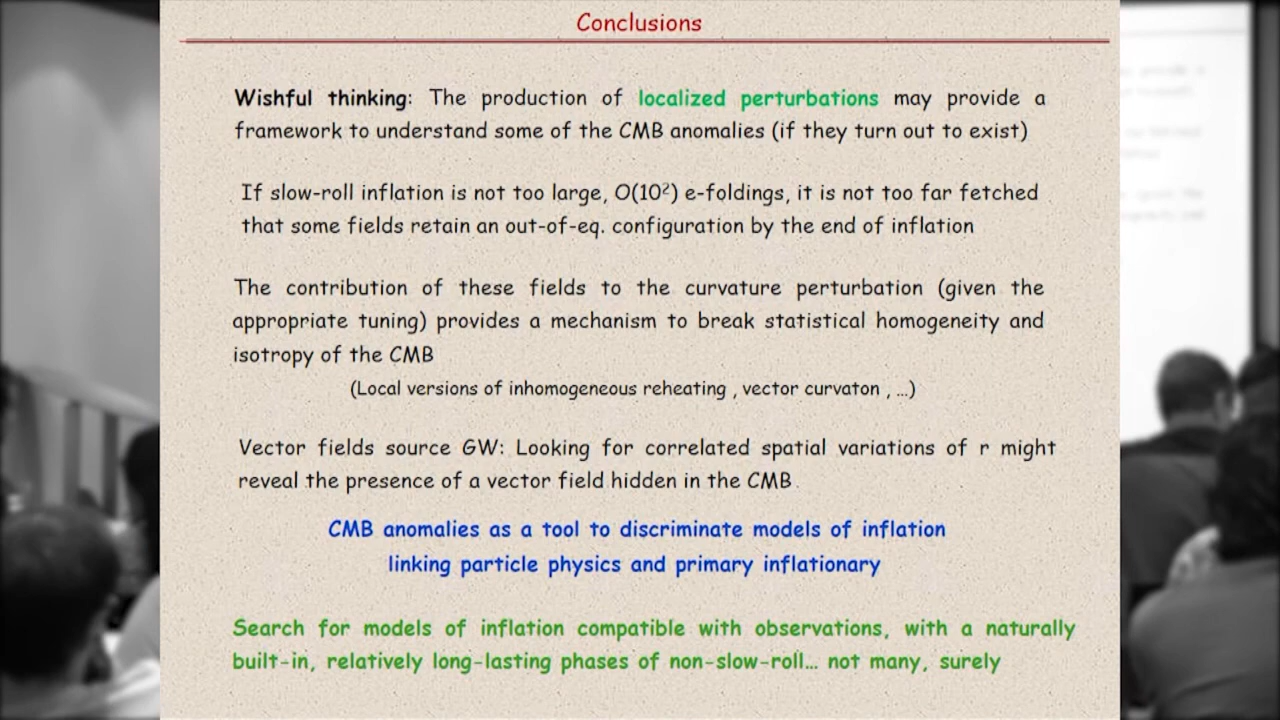 Conclusions
Wishful thinking: The production of localized perturbations may provide a
framework to understand some of the CMB anomalies (if they turn out to exist)
If slow-roll inflation is not too large, O(10²) e-foldings, it is not too far fetched
that some fields retain an out-of-eq. configuration by the end of inflation
The contribution of these fields to the curvature perturbation (given the
appropriate tuning) provides a mechanism to break statistical homogeneity and
isotropy of the CMB
(Local versions of inhomogeneous reheating , vector curvaton , …)
Vector fields source GW: Looking for correlated spatial variations of r might
reveal the presence of a vector field hidden in the CMB
CMB anomalies as a tool to discriminate models of inflation
linking particle physics and primary inflationary
Search for models of inflation compatible with observations, with a naturally
built-in, relatively long-lasting phases of non-slow-roll… not many, surely